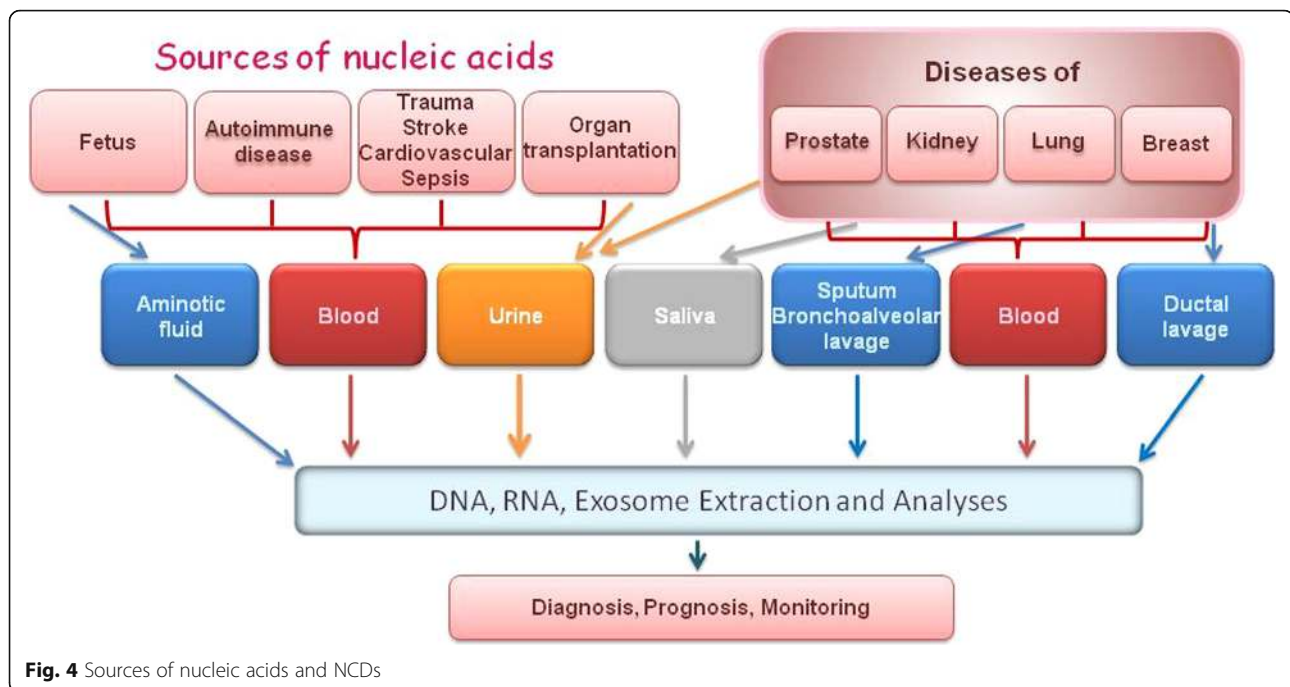 Sources of nucleic acids
Diseases of
Fetus
Autoimmune
disease
Trauma
Stroke
Cardiovascular
Sepsis
Organ
transplantation
Prostate
Kidney
Lung
Breast
Aminotic
fluid
Blood
Urine
Saliva
Sputum
Bronchoalveolar
lavage
Blood
Ductal
lavage
DNA, RNA, Exosome Extraction and Analyses
Diagnosis, Prognosis, Monitoring
Fig. 4 Sources of nucleic acids and NCDs